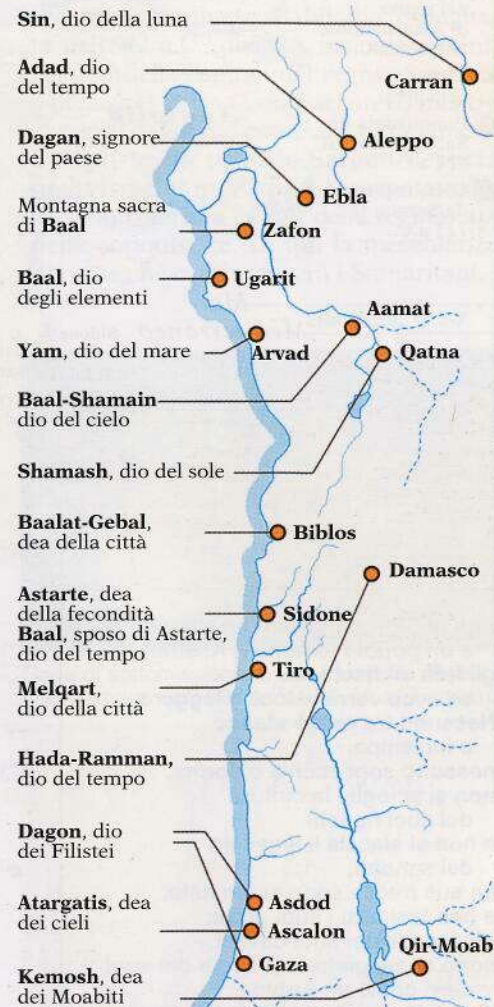 Sin, dio della luna
Adad, dio
del tempo
Dagan, signore
del paese
Montagna sacra
di Baal
Baal, dio
degli elementi
Yam, dio del mare
Baal-Shamain
dio del cielo
Shamash, dio del sole
Baalat-Gebal,
dea della città
Astarte, dea
della fecondità
Baal, sposo di Astarte,
dio del tempo
Melqart,
dio della città
Hada-Ramman,
dio del tempo
Dagon, dio
dei Filistei
Atargatis, dea
dei cieli
Kemosh, dea
dei Moabiti
Carran
Aleppo
Ebla
Zafon
Ugarit
Aamat
Arvad
Qatna
Biblos
Damasco
Sidone
Tiro
Asdod
Ascalon
Gaza
Qir-Moab